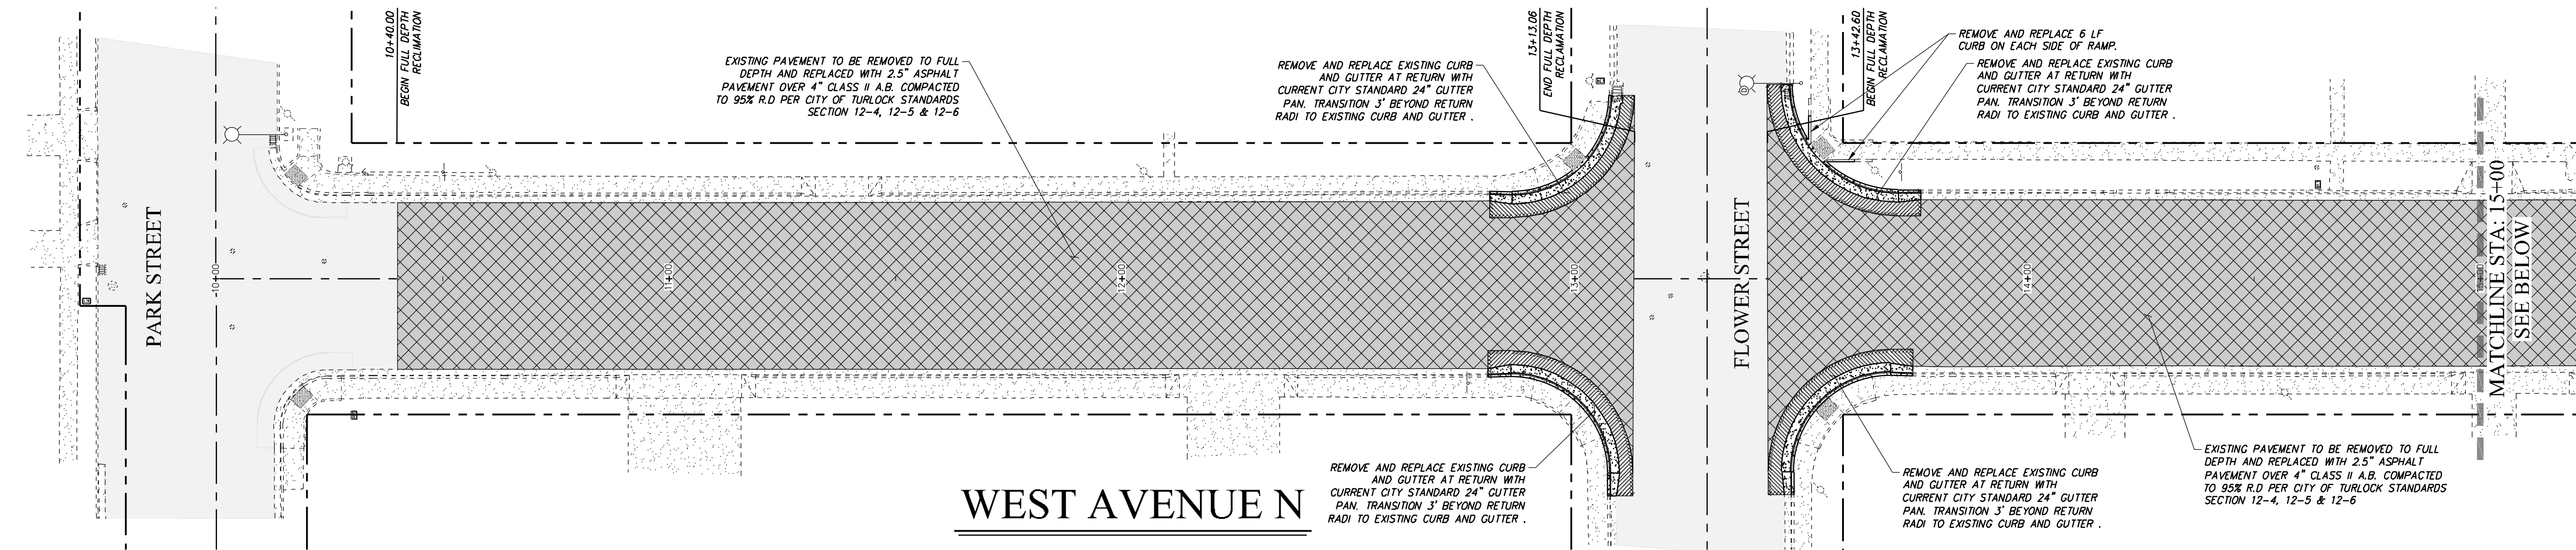 10+40.00
BEGIN FULL DEPTH
RECLIMATION
EXISTING PAVEMENT TO BE REMOVED TO FULL
DEPTH AND REPLACED WITH 2.5" ASPHALT
PAVEMENT OVER 4" CLASS II A.B. COMPACTED
TO 95% R.D PER CITY OF TURLOCK STANDARDS
SECTION 12-4, 12-5 & 12-6
REMOVE AND REPLACE EXISTING CURB
AND GUTTER AT RETURN WITH
CURRENT CITY STANDARD 24" GUTTER
PAN. TRANSITION 3' BEYOND RETURN
RADI TO EXISTING CURB AND GUTTER .
13+13.06
END FULL DEPTH
RECLAMATION
13+42.60
BEGIN FULL DEPTH
RECLAMATION
REMOVE AND REPLACE 6 LF
CURB ON EACH SIDE OF RAMP.
REMOVE AND REPLACE EXISTING CURB
AND GUTTER AT RETURN WITH
CURRENT CITY STANDARD 24" GUTTER
PAN. TRANSITION 3' BEYOND RETURN
RADI TO EXISTING CURB AND GUTTER .
PARK STREET
10+00
11+00
12+00
13+00
FLOWER STREET
14+00
MATCHLINE STA: 15+00
SEE BELOW
REMOVE AND REPLACE EXISTING CURB
AND GUTTER AT RETURN WITH
CURRENT CITY STANDARD 24" GUTTER
PAN. TRANSITION 3' BEYOND RETURN
RADI TO EXISTING CURB AND GUTTER .
REMOVE AND REPLACE EXISTING CURB
AND GUTTER AT RETURN WITH
CURRENT CITY STANDARD 24" GUTTER
PAN. TRANSITION 3' BEYOND RETURN
RADI TO EXISTING CURB AND GUTTER .
EXISTING PAVEMENT TO BE REMOVED TO FULL
DEPTH AND REPLACED WITH 2.5" ASPHALT
PAVEMENT OVER 4" CLASS II A.B. COMPACTED
TO 95% R.D PER CITY OF TURLOCK STANDARDS
SECTION 12-4, 12-5 & 12-6
WEST AVENUE N